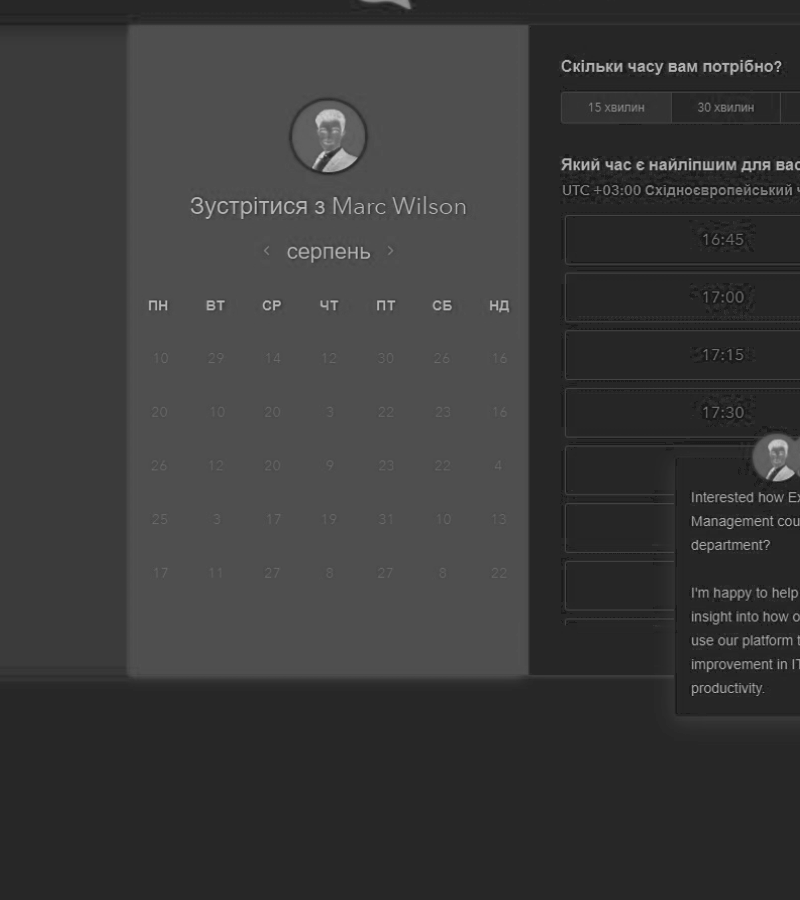 Зустрітися з Marc Wilson
серпень
ПН ВТ СР ЧТ ПТ СБ НД
10 29 14 12 30 26 16
20 10 20 3 22 23 16
26 12 20 9 23 22 4
25 3 17 19 31 10 13
17 11 27 8 27 8 22
Скільки часу вам потрібно?
15 хвилин 30 хвилин
Який час є найліпшим для вас
UTC +03:00 Східноєвропейський ч
16:45
17:00
17:15
17:30
Interested how Ex
Management cou
department?
I'm happy to help
insight into how o
use our platform t
improvement in IT
productivity.